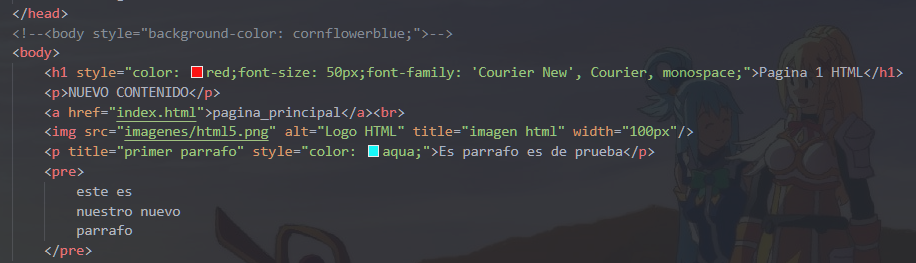 </head>
<!--<body style="background-color: cornflowerblue;">-->
<body>
<h1 style="color: red;font-size: 50px;font-family: 'Courier New', Courier, monospace;">Pagina 1 HTML</h1>
<p>NUEVO CONTENIDO</p>
<a href="index.html">pagina_principal</a><br>
<img src="imagenes/html5.png" alt="Logo HTML" title="imagen html" width="100px"/>
<p title="primer parrafo" style="color: aqua;">Es parrafo es de prueba</p>
<pre>
este es
nuestro nuevo
parrafo
</pre>